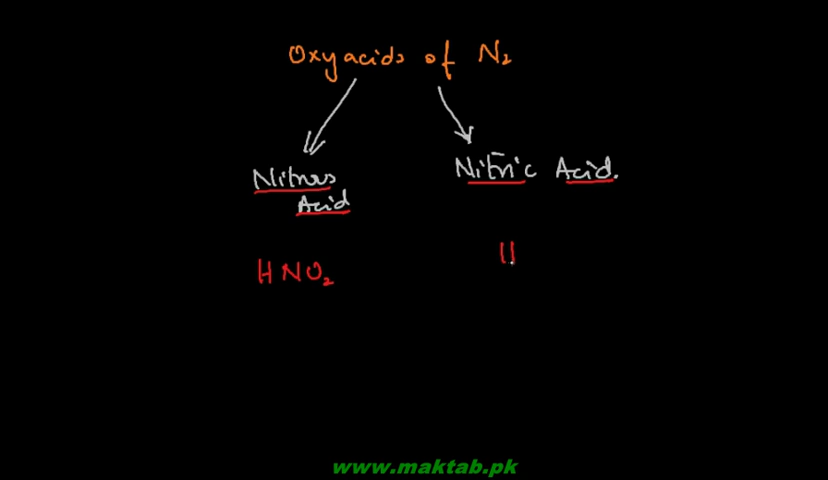 Oxyacids of N₂
Nitrous
Acid
Nitric Acid.
HNO₂
www.maktab.pk